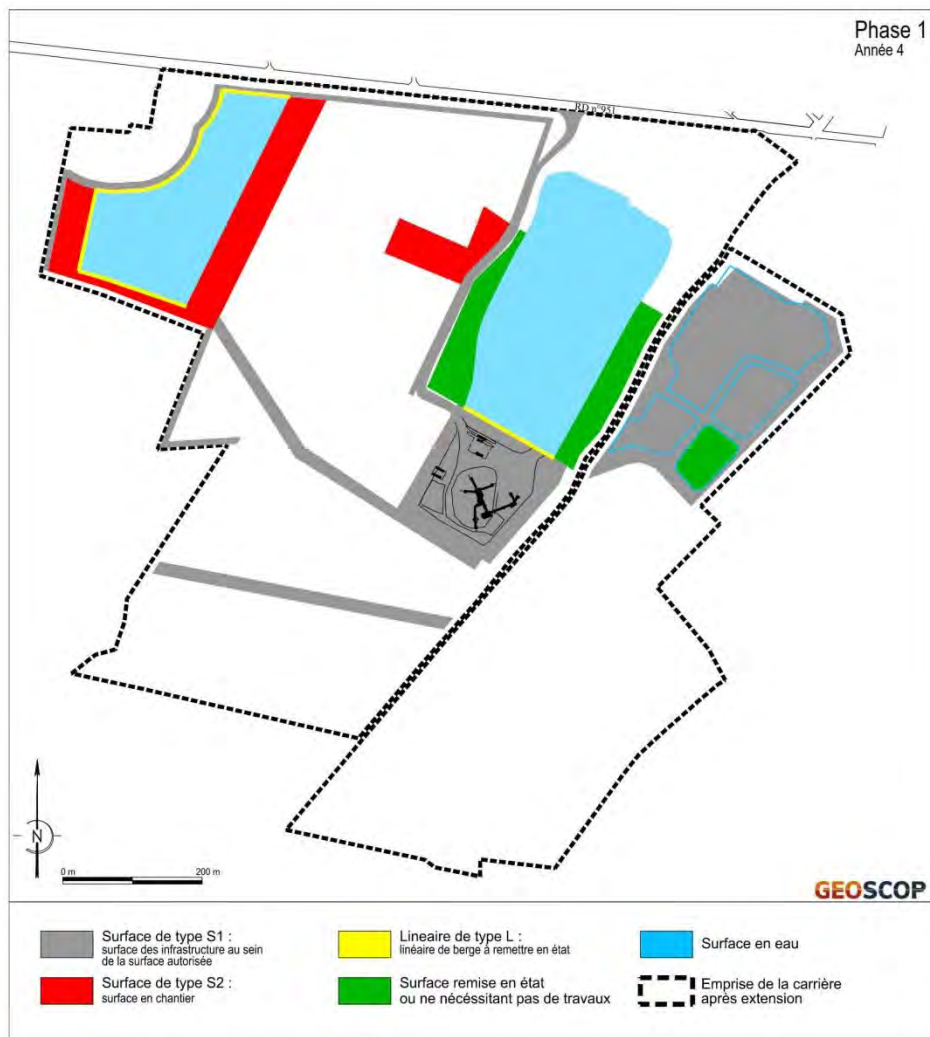 Phase 1
Année 4
RD n°951
N
0 m
200 m
GEOSCOP
Surface de type S1 :
surface des infrastructure au sein
de la surface autorisée
Surface de type S2 :
surface en chantier
Lineaire de type L :
linéaire de berge à remettre en état
Surface remise en état
ou ne nécéssitant pas de travaux
Surface en eau
Emprise de la carrière
après extension